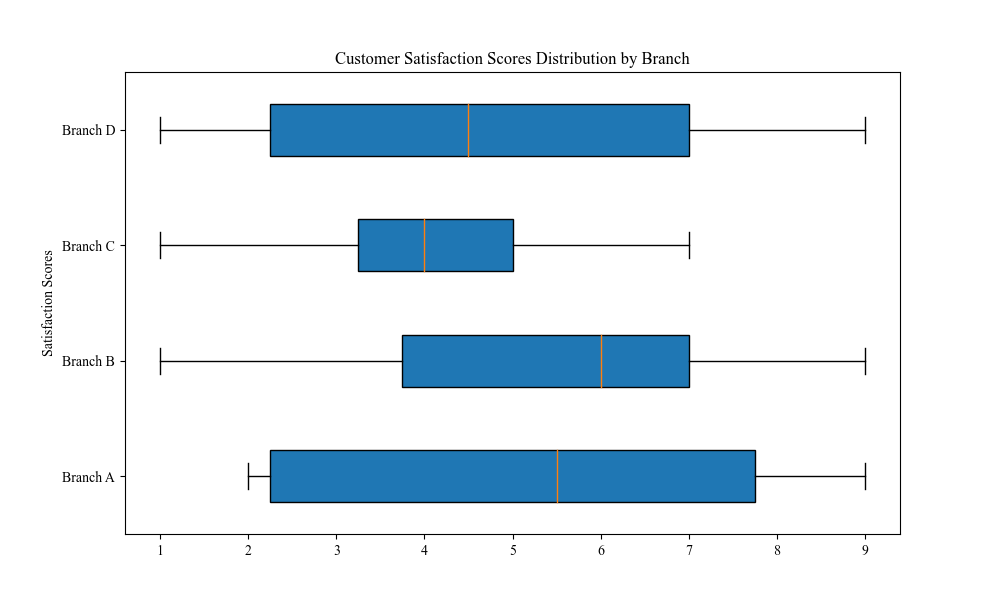 Customer Satisfaction Scores Distribution by Branch
Satisfaction Scores
Branch D
Branch C
Branch B
Branch A
1 2 3 4 5 6 7 8 9